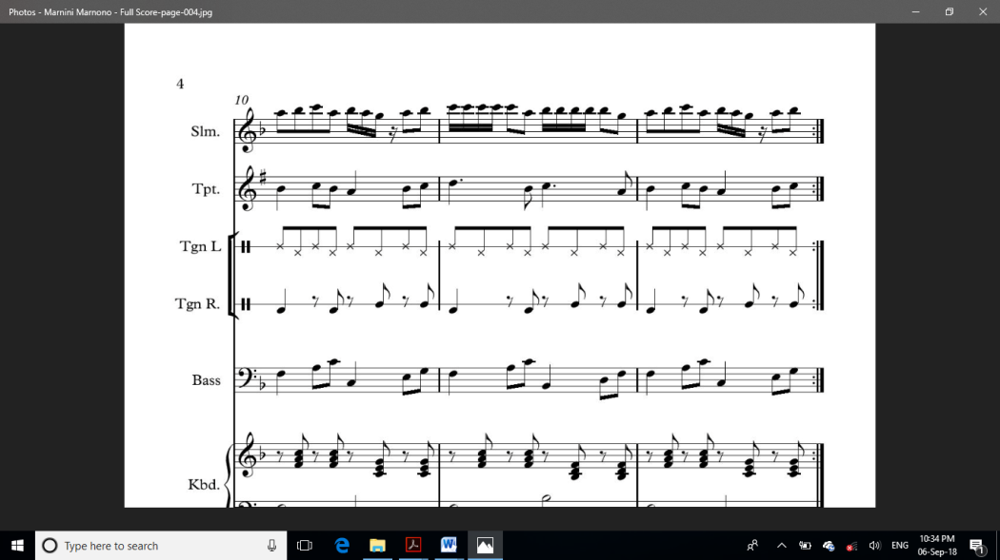 Photos - Marnini Marnono - Full Score-page-004.jpg
4
10
Slm.
Tpt.
Tgn L
Tgn R.
Bass
Kbd.
Type here to search
ENG
10:34 PM
06-Sep-18
1